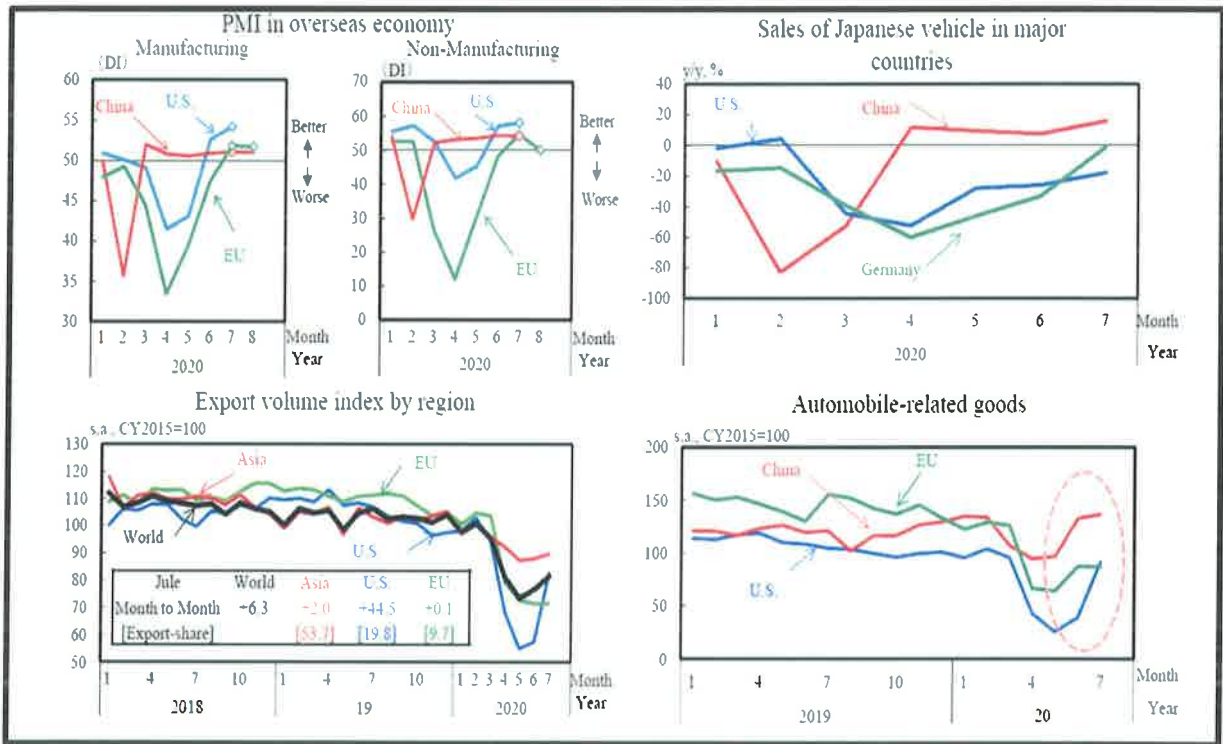 PMI in overseas economy
Manufacturing
Non-Manufacturing
(DI)
60
55
50
45
40
35
30
China
U.S
EU
Better
Worse
1 2 3 4 5 6 7 8 Month
Year
2020
(DI)
70
60
50
40
30
20
10
0
China
U.S
EU
Better
Worse
1 2 3 4 5 6 7 8 Month
Year
2020
Sales of Japanese vehicle in major
countries
y/y, %
40
20
0
-20
-40
-60
-80
-100
U.S
China
Germany
1 2 3 4 5 6 7 Month
Year
2020
Export volume index by region
s.a., CY2015=100
130
120
110
100
90
80
70
60
50
Asia
EU
World
U.S
Jule World Asia U.S. EU
Month to Month +6.3 +2.0 +44.5 +0.1
[Export-share] [53.7] [19.8] [9.7]
1 4 7 10 1 4 7 10 1 2 3 4 5 6 7 Month
Year
2018 19 2020
Automobile-related goods
s.a., CY2015=100
200
150
100
50
0
China
EU
U.S.
1 4 7 10 1 4 7 Month
2019 20 Year